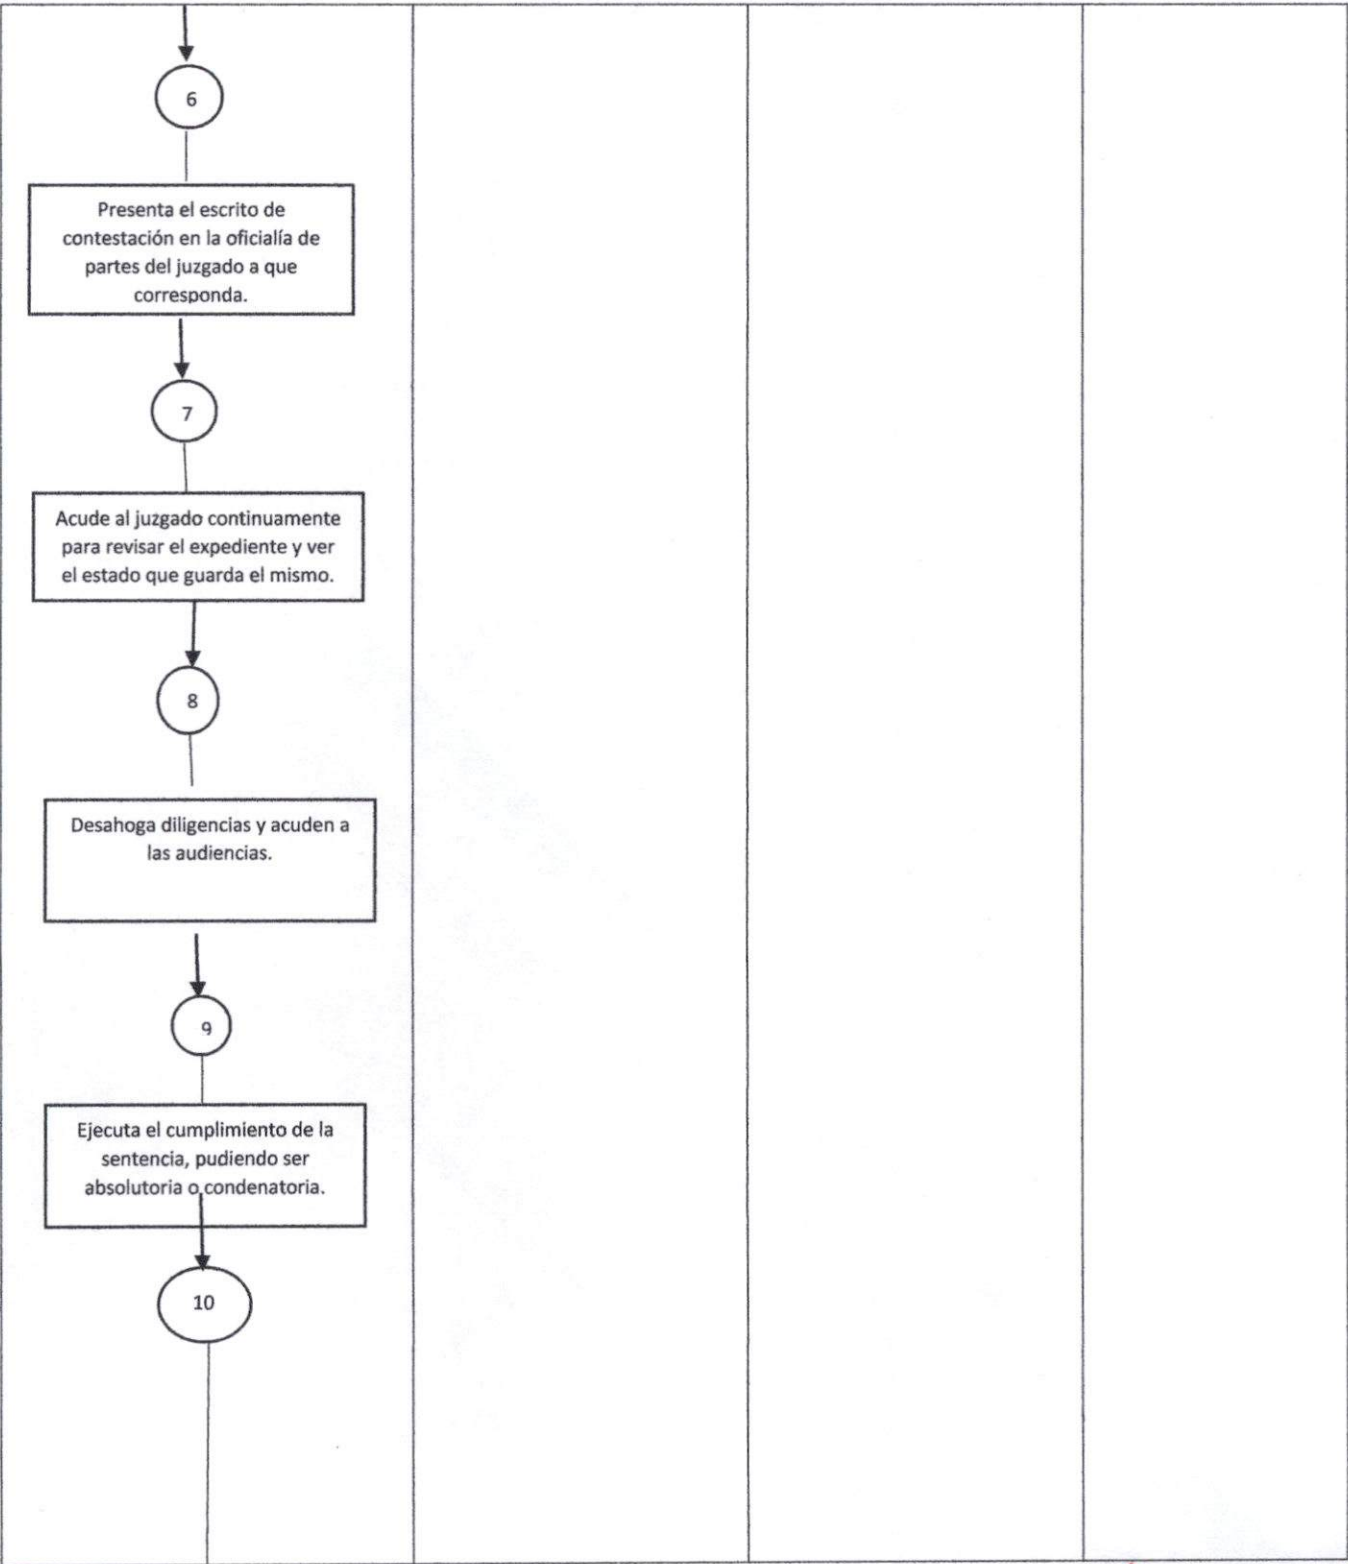 6
Presenta el escrito de
contestación en la oficialía de
partes del juzgado a que
corresponda.
7
Acude al juzgado continuamente
para revisar el expediente y ver
el estado que guarda el mismo.
8
Desahoga diligencias y acuden a
las audiencias.
9
Ejecuta el cumplimiento de la
sentencia, pudiendo ser
absolutoria o condenatoria.
10